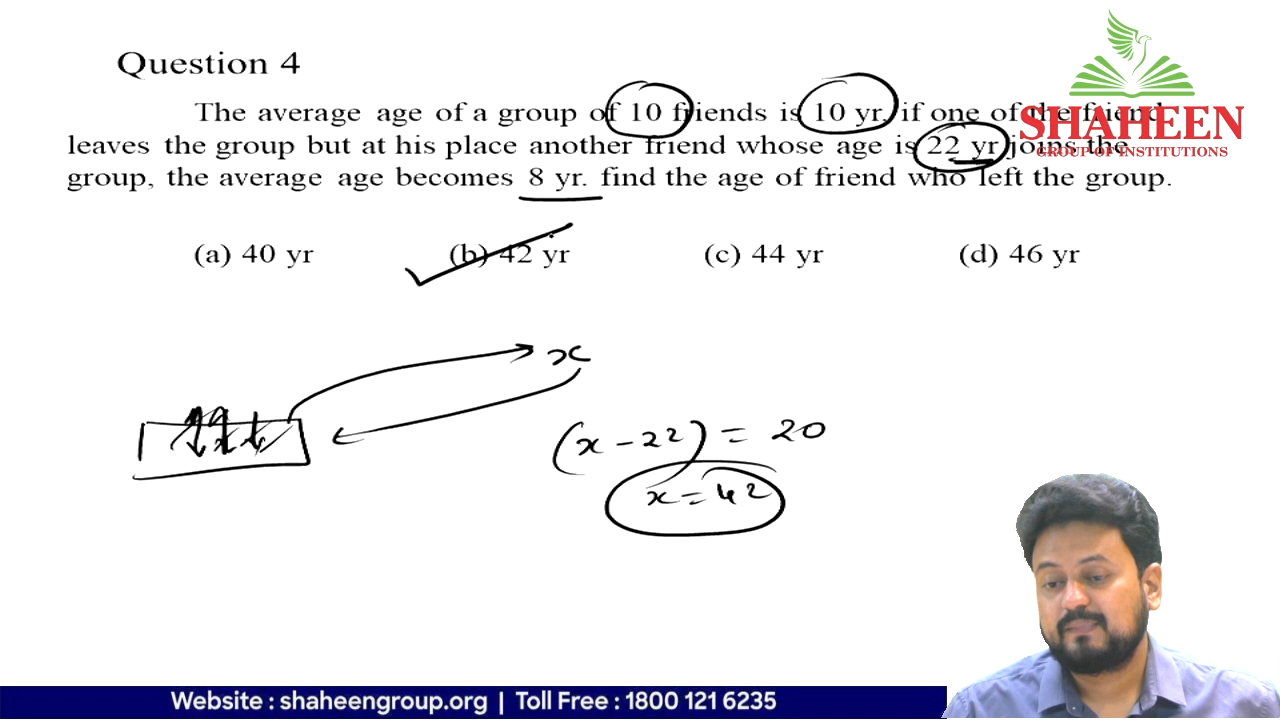 Question 4
The average age of a group of 10 friends is 10 yr. if one of the friend
leaves the group but at his place another friend whose age is 22 yr joins the
group, the average age becomes 8 yr. find the age of friend who left the group.
(a) 40 yr (b) 42 yr (c) 44 yr (d) 46 yr
SHAHEEN
GROUP OF INSTITUTIONS
x
(x - 22) = 20
x = 42
Website : shaheengroup.org | Toll Free : 1800 121 6235